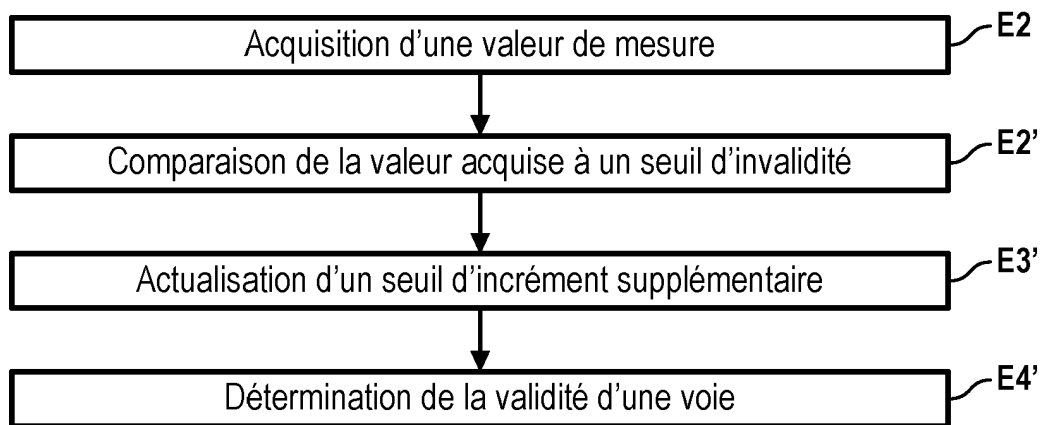 Acquisition d’une valeur de mesure
E2
Comparaison de la valeur acquise à un seuil d’invalidité
E2’
Actualisation d’un seuil d’incrément supplémentaire
E3’
Détermination de la validité d’une voie
E4’